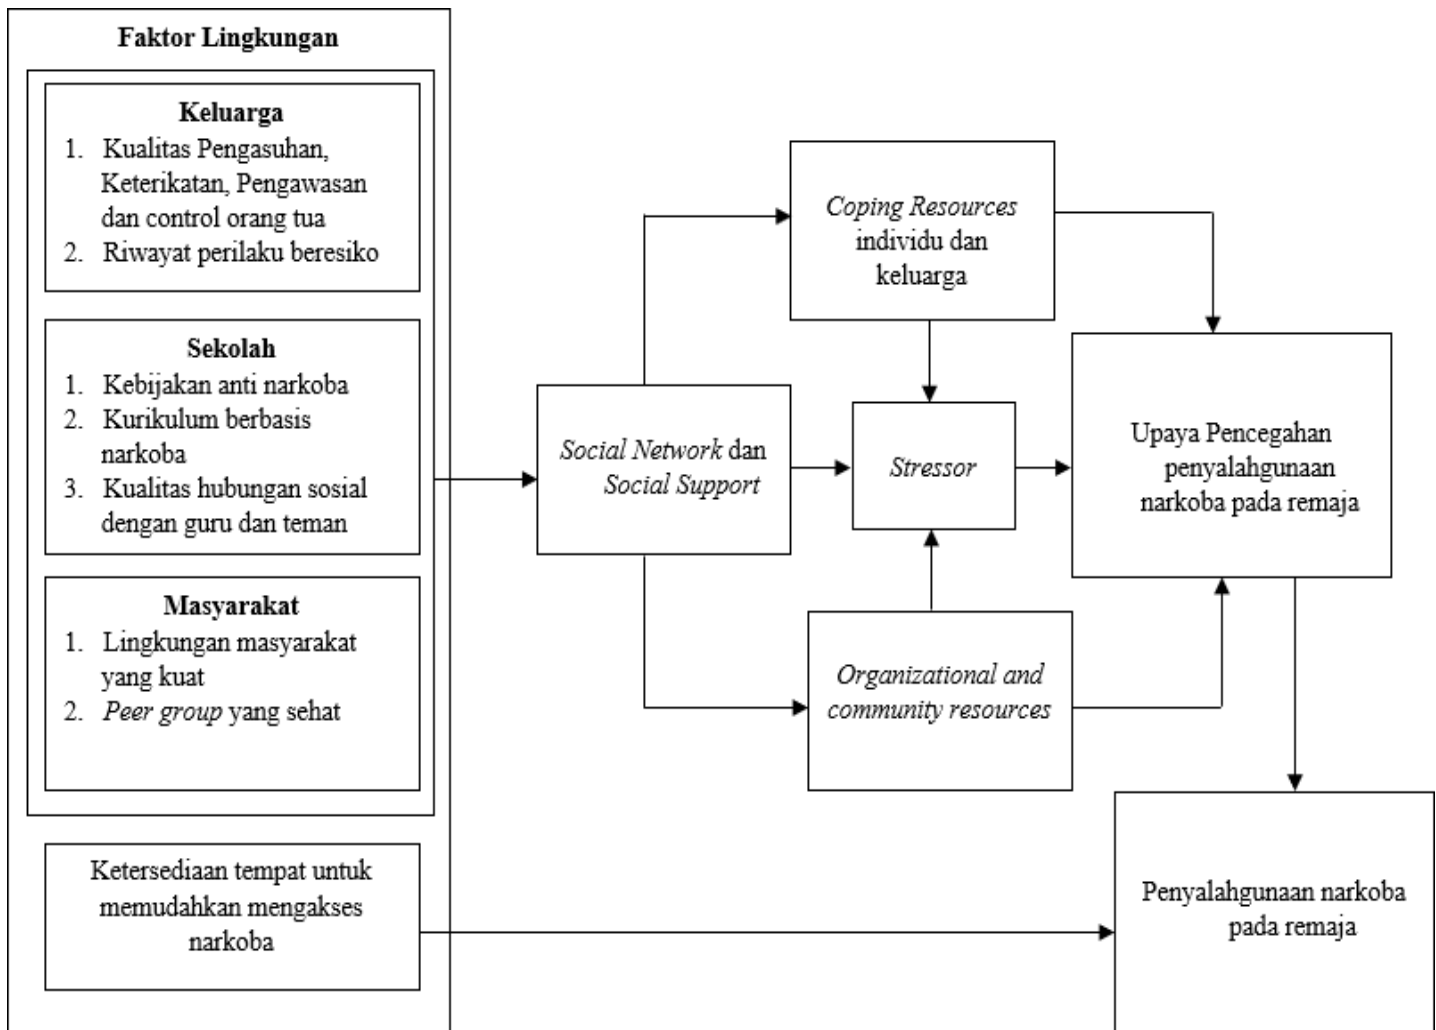 Faktor Lingkungan
Keluarga
1. Kualitas Pengasuhan,
Keterikatan, Pengawasan
dan control orang tua
2. Riwayat perilaku beresiko
Sekolah
1. Kebijakan anti narkoba
2. Kurikulum berbasis
narkoba
3. Kualitas hubungan sosial
dengan guru dan teman
Masyarakat
1. Lingkungan masyarakat
yang kuat
2. Peer group yang sehat
Ketersediaan tempat untuk
memudahkan mengakses
narkoba
Social Network dan
Social Support
Coping Resources
individu dan
keluarga
Stressor
Organizational and
community resources
Upaya Pencegahan
penyalahgunaan
narkoba pada remaja
Penyalahgunaan narkoba
pada remaja